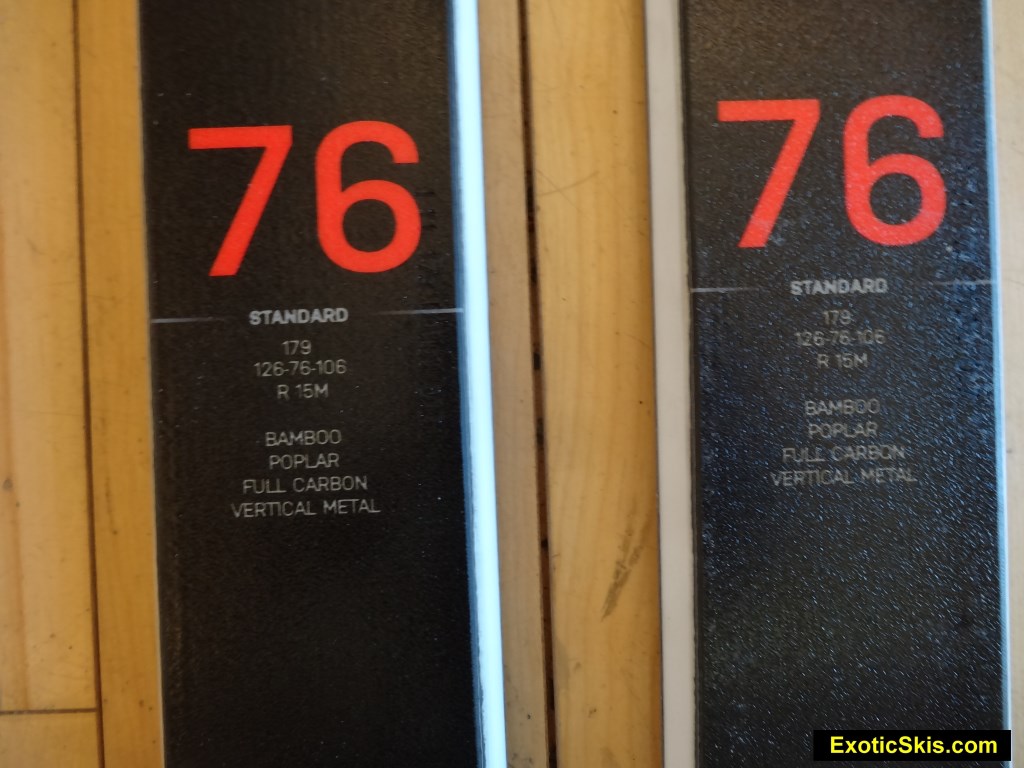 76
STANDARD
179
126-76-106
R 15M
BAMBOO
POPLAR
FULL CARBON
VERTICAL METAL
76
STANDARD
179
126-76-106
R 15M
BAMBOO
POPLAR
FULL CARBON
VERTICAL METAL
ExoticSkis.com